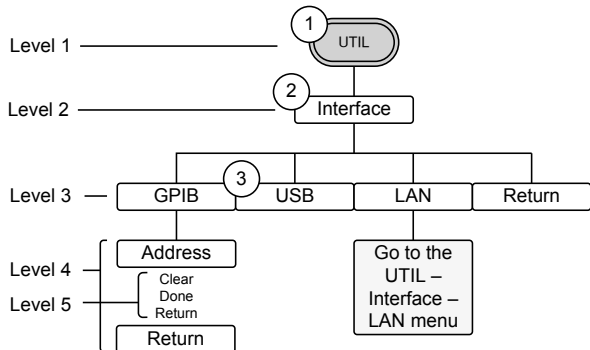 1
Level 1
UTIL
2
Level 2
Interface
3
Level 3
GPIB
USB
LAN
Return
Address
Go to the
UTIL –
Interface –
LAN menu
Level 4
Clear
Level 5
Done
Return
Return